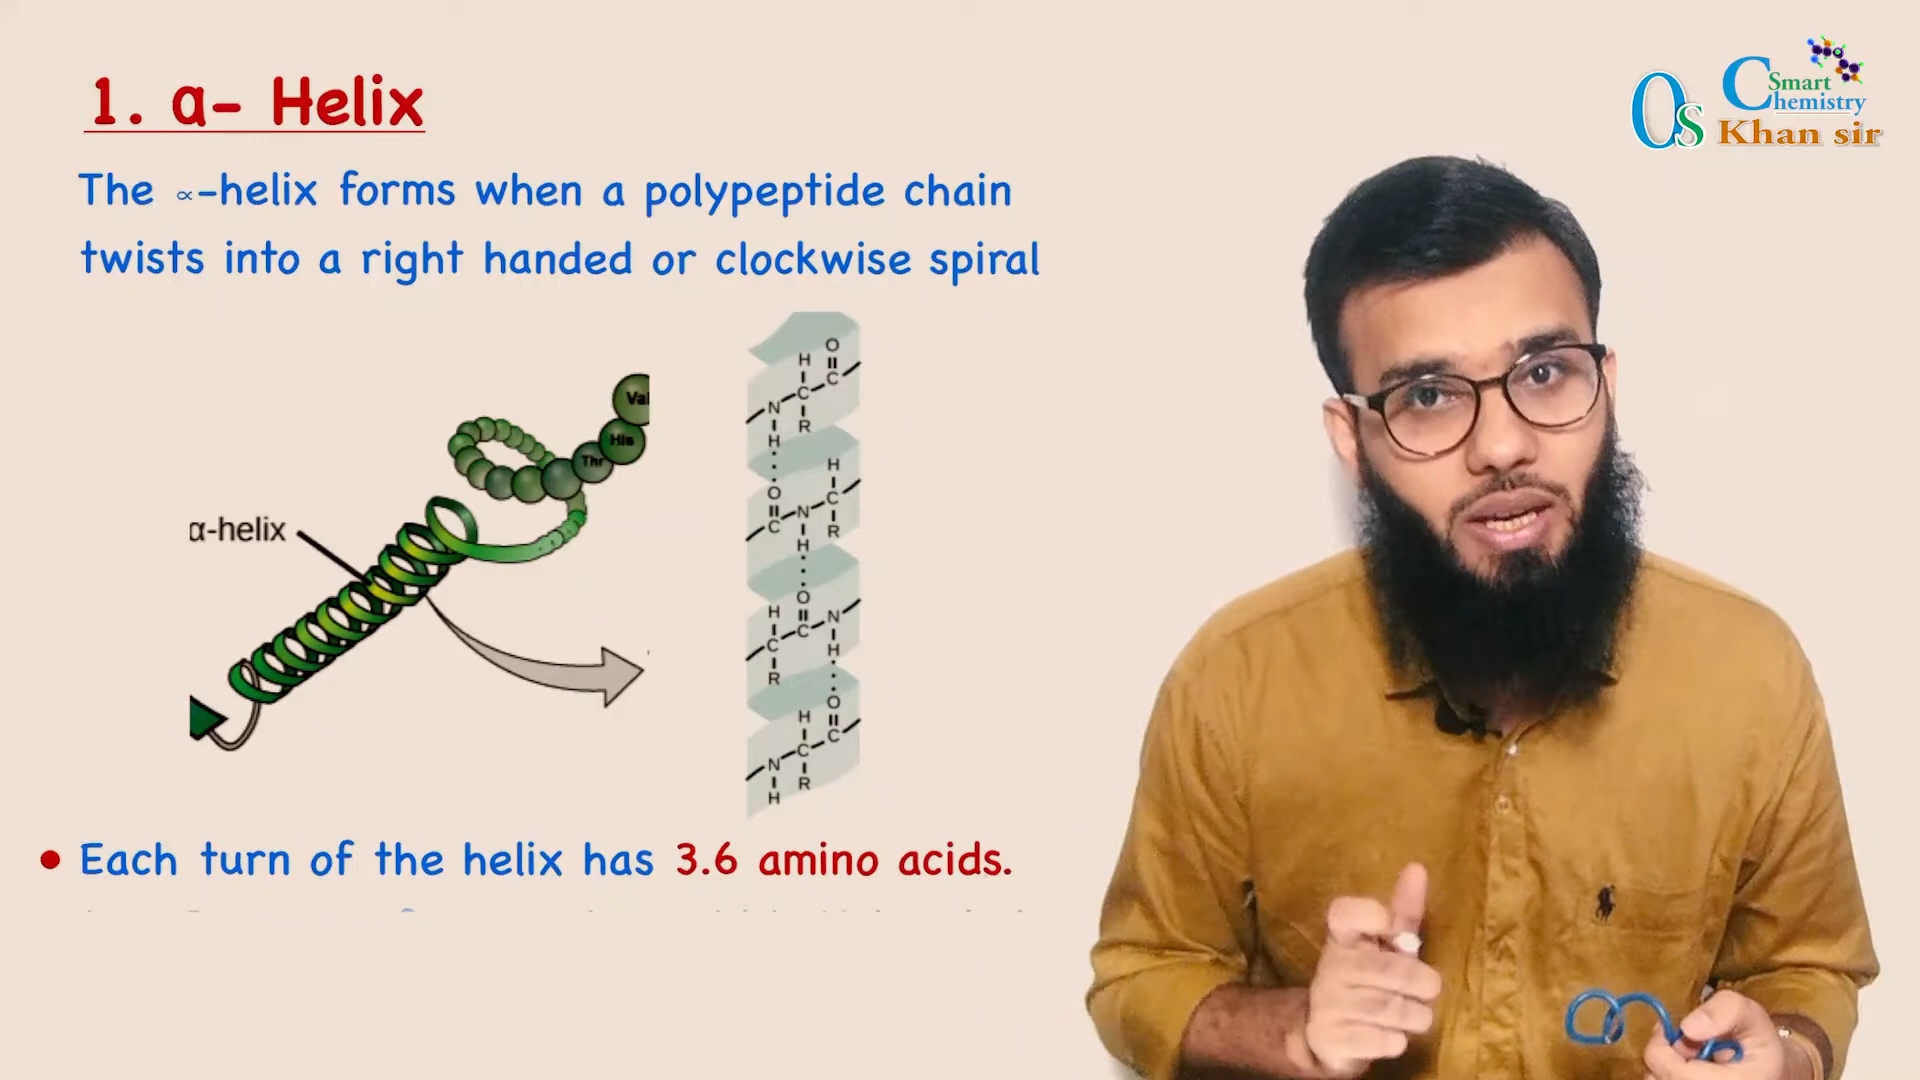 1. α- Helix
The ∝-helix forms when a polypeptide chain
twists into a right handed or clockwise spiral
Os
Smart
Chemistry
Khan sir
Val
His
Thr
α-helix
O
H
C
C
N
R
H
H
O
C
C
N
H
R
O
H
N
C
C
H
R
O
H
C
C
N
R
H
• Each turn of the helix has 3.6 amino acids.